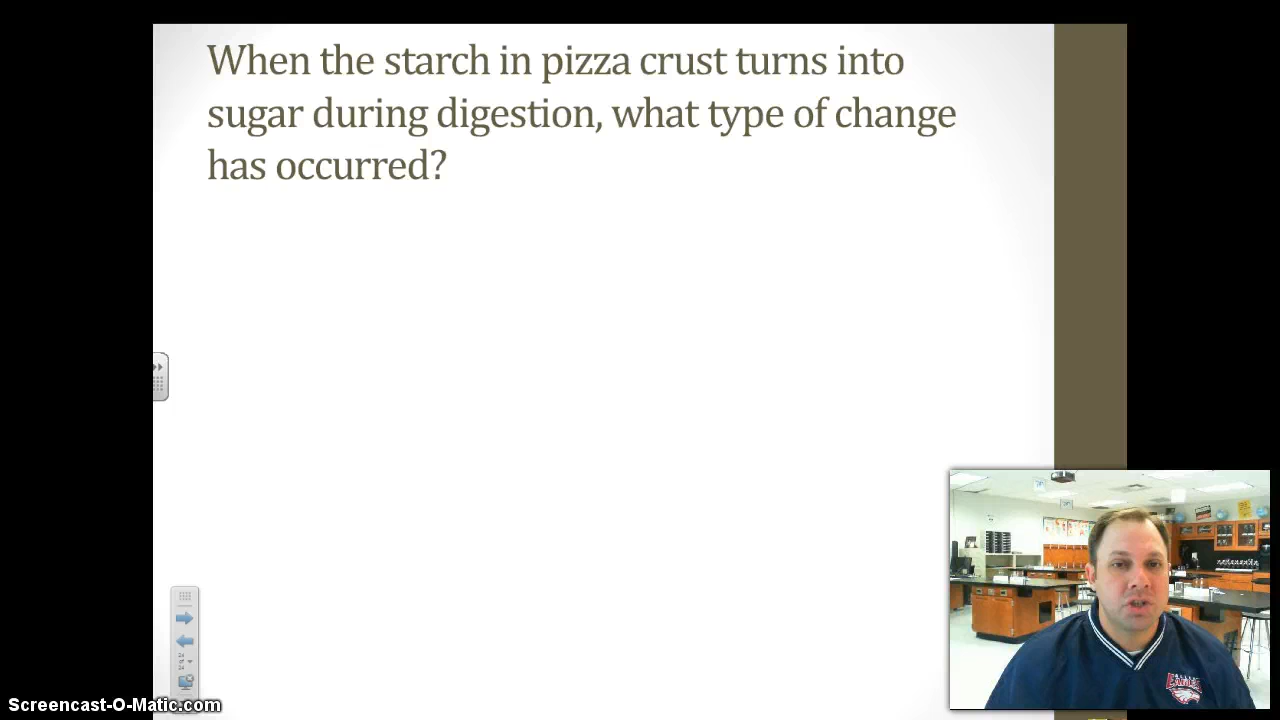 When the starch in pizza crust turns into
sugar during digestion, what type of change
has occurred?
EAGLES
Screencast-O-Matic.com